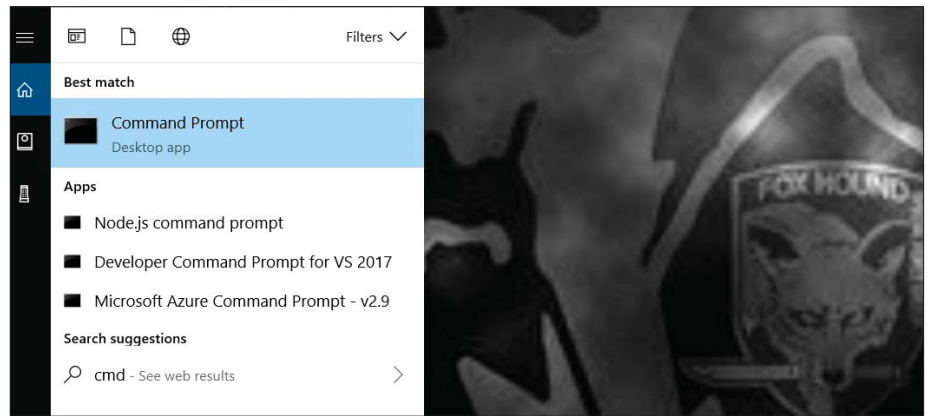 Filters
Best match
Command Prompt
Desktop app
Apps
Node.js command prompt
Developer Command Prompt for VS 2017
Microsoft Azure Command Prompt - v2.9
Search suggestions
cmd - See web results
FOX HOUND